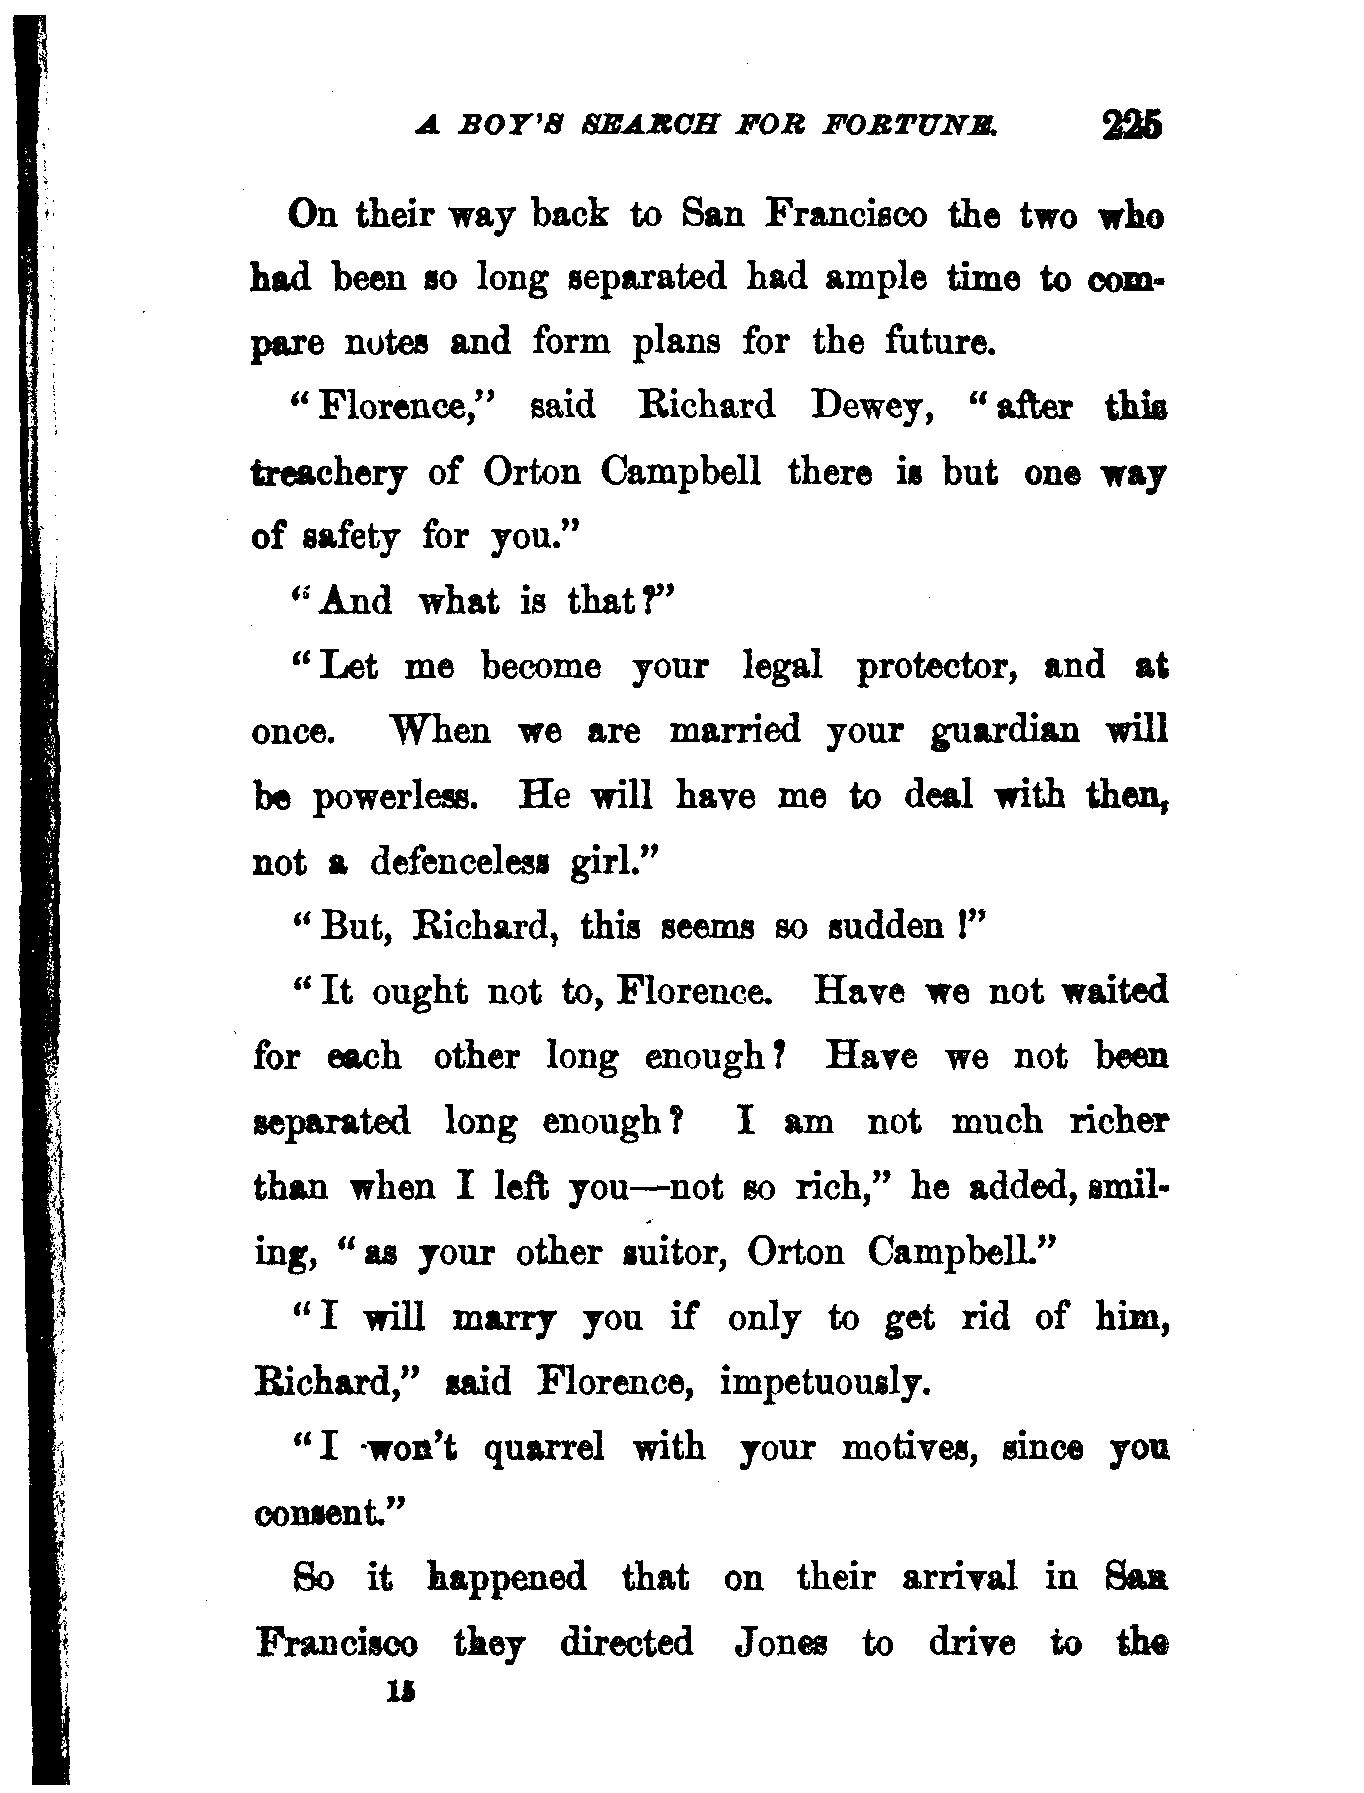 A BOY'S SEARCH FOR FORTUNE. 225
On their way back to San Francisco the two who
had been so long separated had ample time to com-
pare notes and form plans for the future.
"Florence," said Richard Dewey, "after this
treachery of Orton Campbell there is but one way
of safety for you."
"And what is that?"
"Let me become your legal protector, and at
once. When we are married your guardian will
be powerless. He will have me to deal with then,
not a defenceless girl."
"But, Richard, this seems so sudden!"
"It ought not to, Florence. Have we not waited
for each other long enough? Have we not been
separated long enough? I am not much richer
than when I left you—not so rich," he added, smil-
ing, "as your other suitor, Orton Campbell."
"I will marry you if only to get rid of him,
Richard," said Florence, impetuously.
"I won't quarrel with your motives, since you
consent."
So it happened that on their arrival in San
Francisco they directed Jones to drive to the
15